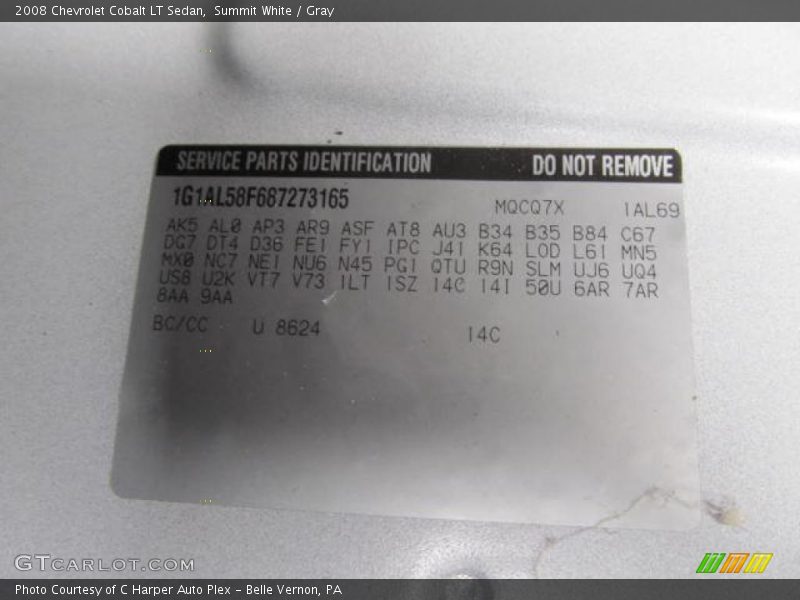 2008 Chevrolet Cobalt LT Sedan, Summit White / Gray
SERVICE PARTS IDENTIFICATION DO NOT REMOVE
1G1AL58F687273165 MQCQ7X 1AL69
AK5 AL0 AP3 AR9 ASF AT8 AU3 B34 B35 B84 C67
DG7 DT4 D36 FE1 FY1 IPC J41 K64 L0D L61 MN5
MX0 NC7 NE1 NU6 N45 PG1 QTU R9N SLM UJ6 UQ4
US8 U2K VT7 V73 1LT 1SZ 14C 14I 50U 6AR 7AR
8AA 9AA
BC/CC U 8624 14C
GTCARLOT.COM
Photo Courtesy of C Harper Auto Plex - Belle Vernon, PA